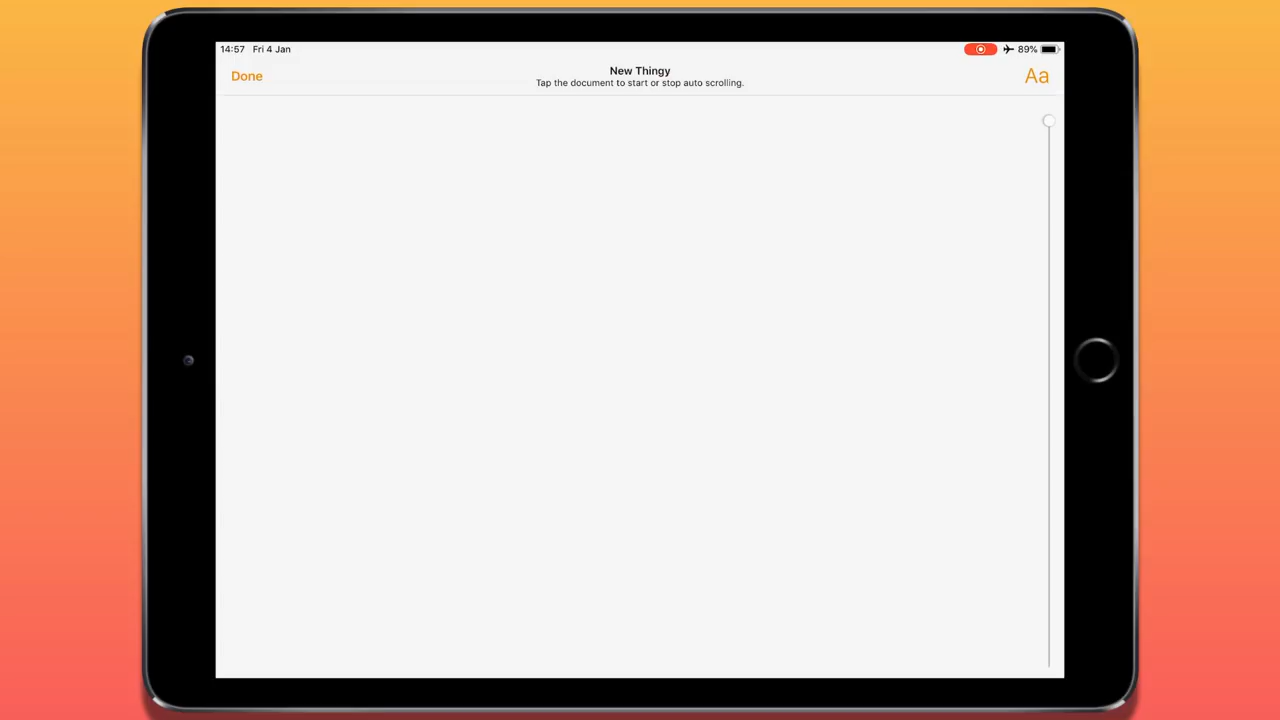 14:57 Fri 4 Jan
89%
Done
New Thingy
Tap the document to start or stop auto scrolling.
Aa